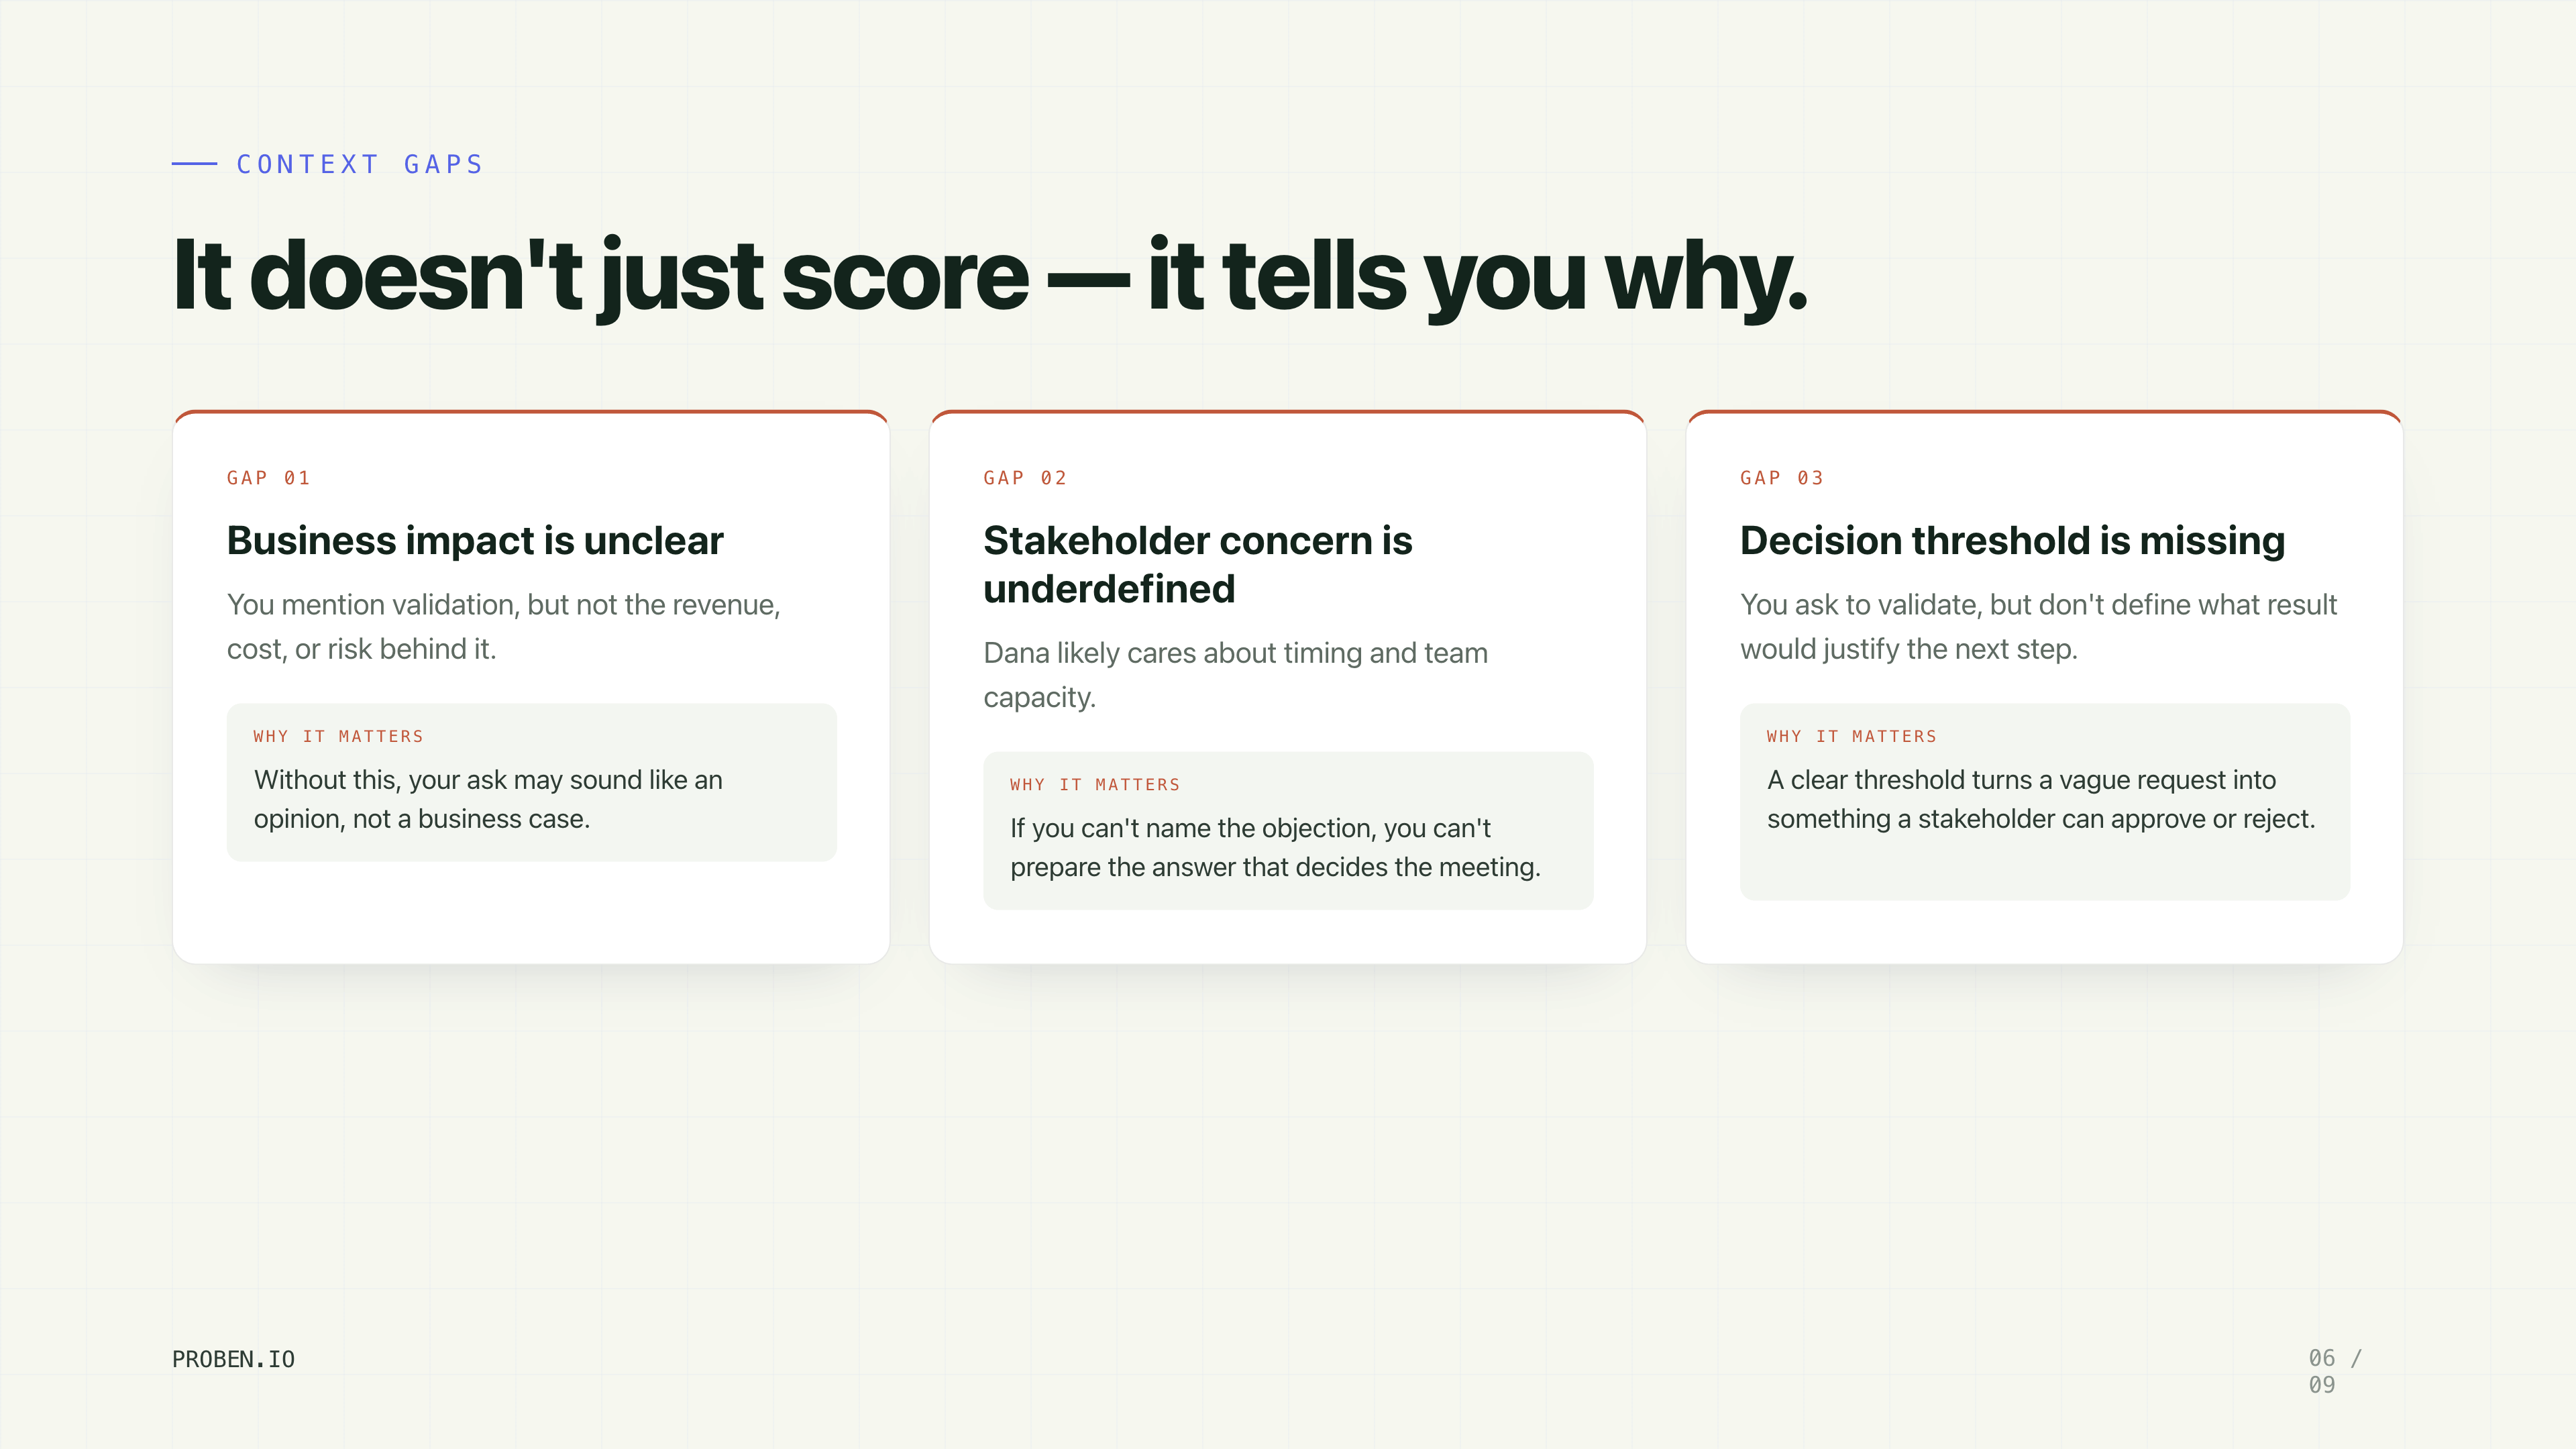 CONTEXT GAPS
It doesn't just score — it tells you why.
GAP 01
Business impact is unclear
You mention validation, but not the revenue,
cost, or risk behind it.
WHY IT MATTERS
Without this, your ask may sound like an
opinion, not a business case.
GAP 02
Stakeholder concern is
underdefined
Dana likely cares about timing and team
capacity.
WHY IT MATTERS
If you can't name the objection, you can't
prepare the answer that decides the meeting.
GAP 03
Decision threshold is missing
You ask to validate, but don't define what result
would justify the next step.
WHY IT MATTERS
A clear threshold turns a vague request into
something a stakeholder can approve or reject.
PROBEN.IO
06 /
09